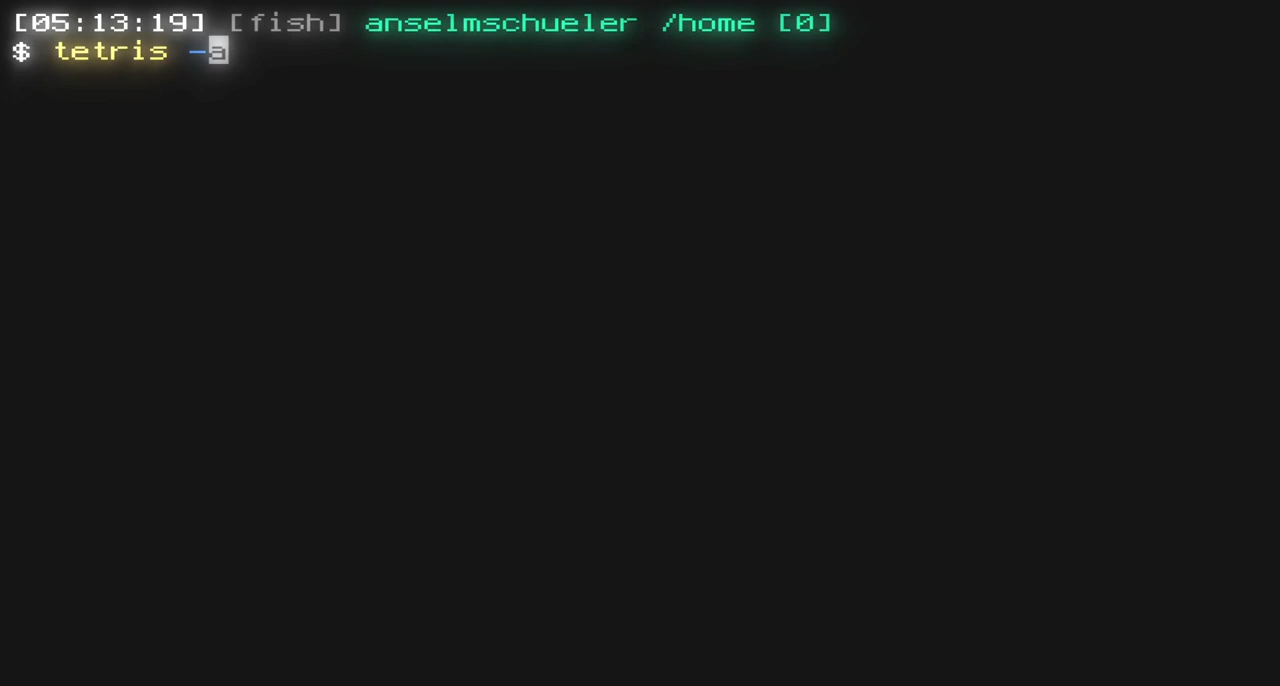 [05:13:19] [fish] anselmschueler /home [0]
$ tetris -a